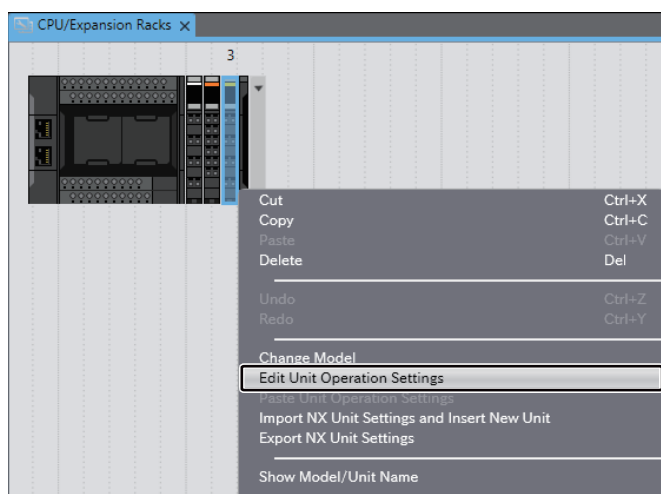 CPU/Expansion Racks ×
3
Cut Ctrl+X
Copy Ctrl+C
Paste Ctrl+V
Delete Del
Undo Ctrl+Z
Redo Ctrl+Y
Change Model
Edit Unit Operation Settings
Paste Unit Operation Settings
Import NX Unit Settings and Insert New Unit
Export NX Unit Settings
Show Model/Unit Name